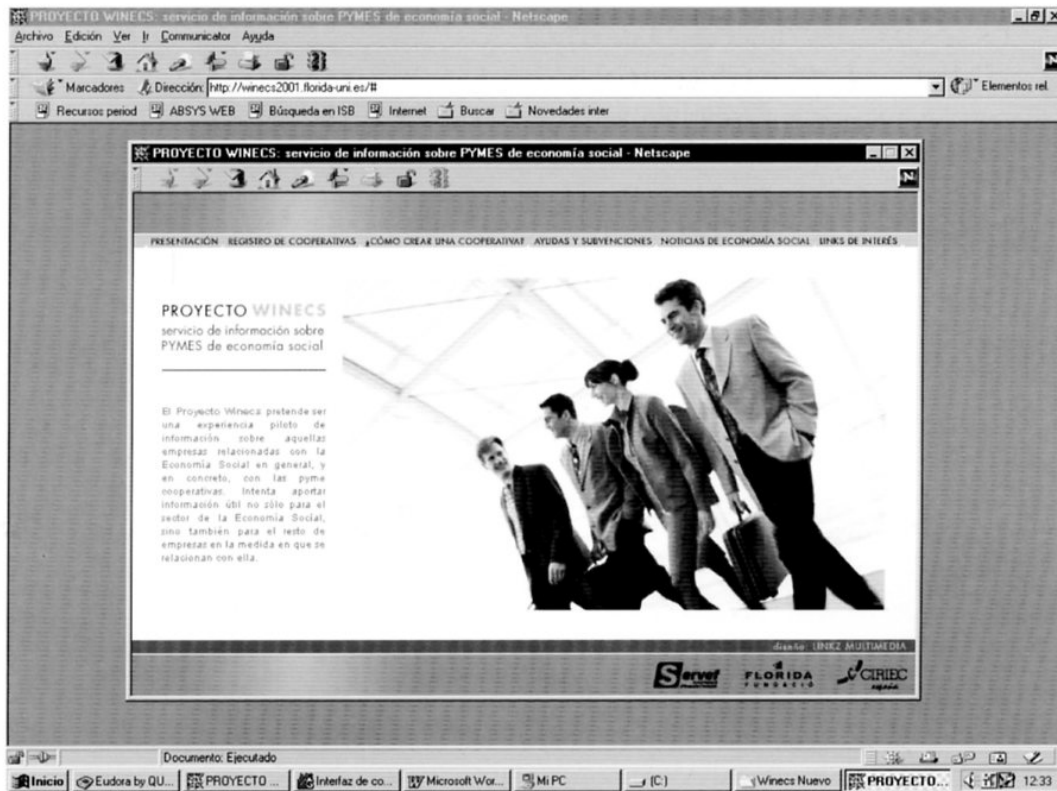 PROYECTO WINECS: servicio de información sobre PYMES de economía social - Netscape
Archivo Edición Ver Ir Communicator Ayuda
Marcadores Dirección: http://winecs2001.florida-uni.es/# Elementos rel.
Recursos period ABSYS WEB Búsqueda en ISB Internet Buscar Novedades inter
PROYECTO WINECS: servicio de información sobre PYMES de economía social - Netscape
PRESENTACIÓN REGISTRO DE COOPERATIVAS ¿CÓMO CREAR UNA COOPERATIVA? AYUDAS Y SUBVENCIONES NOTICIAS DE ECONOMÍA SOCIAL LINKS DE INTERÉS
PROYECTO WINECS
servicio de información sobre
PYMES de economía social
El Proyecto Winecs pretende ser
una experiencia piloto de
información sobre aquellas
empresas relacionadas con la
Economía Social en general, y
en concreto, con las pyme
cooperativas. Intenta aportar
información útil no sólo para el
sector de la Economía Social,
sino también para el resto de
empresas en la medida en que se
relacionan con ella.
diseño: LINKZ MULTIMEDIA
Servef FLORIDA CIRIEC
FUNDACIÓ españa
Documento: Ejecutado
Inicio Eudora by QU... PROYECTO ... Interfaz de co... Microsoft Wor... Mi PC (C:) Winecs Nuevo PROYECTO... 12:33